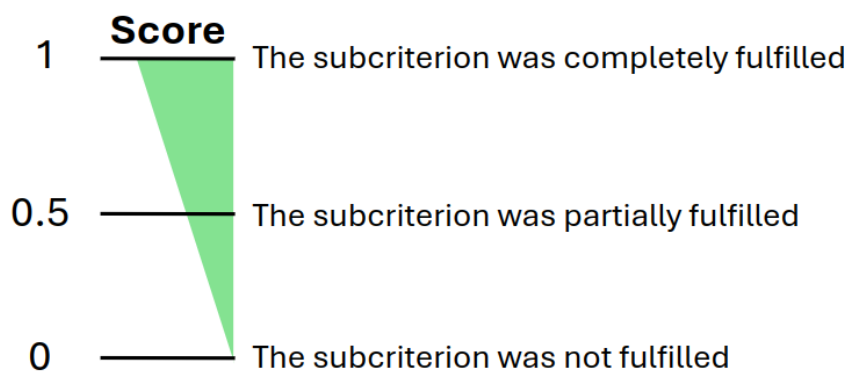 Score
1 The subcriterion was completely fulfilled
0.5 The subcriterion was partially fulfilled
0 The subcriterion was not fulfilled